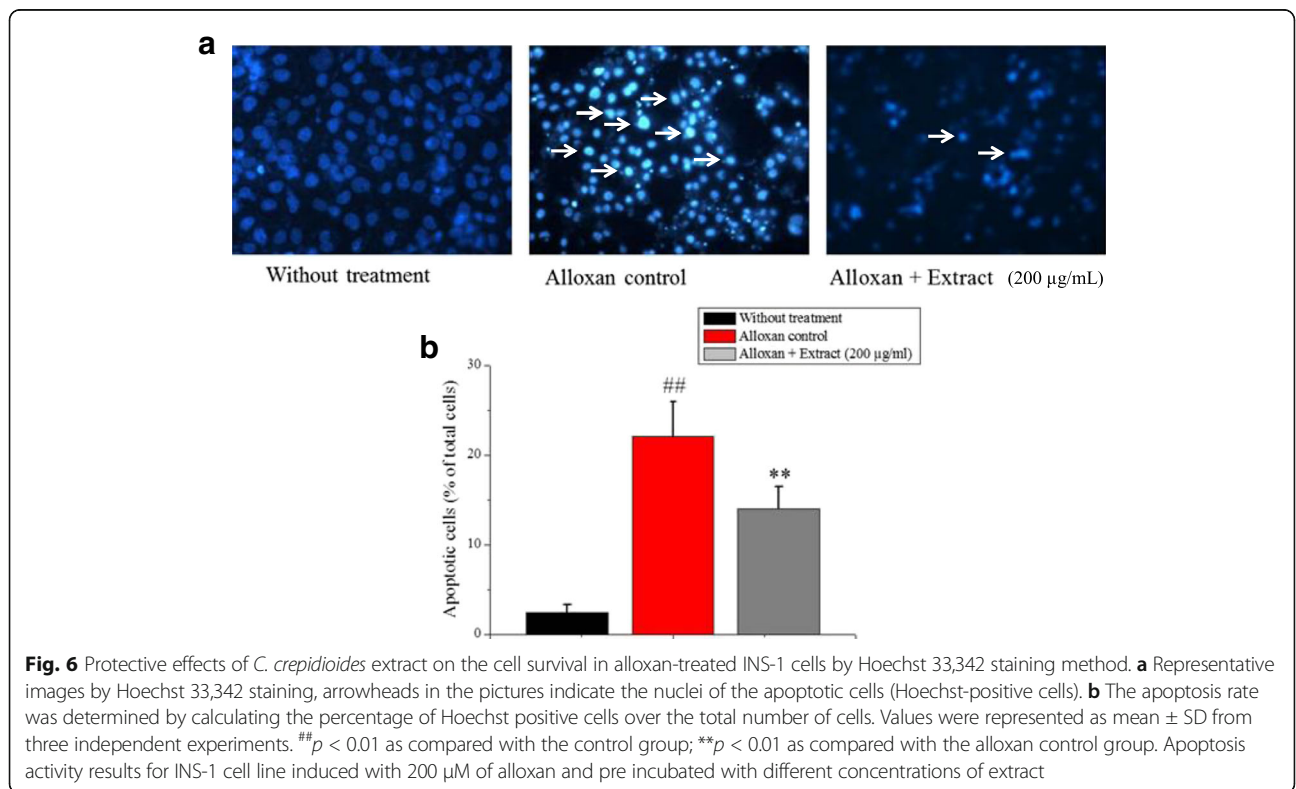 a
Without treatment
Alloxan control
Alloxan + Extract (200 µg/mL)
b
Without treatment
Alloxan control
Alloxan + Extract (200 µg/ml)
30
20
10
0
Apoptotic cells (% of total cells)
##
**
Fig. 6 Protective effects of C. crepidioides extract on the cell survival in alloxan-treated INS-1 cells by Hoechst 33,342 staining method. a Representative
images by Hoechst 33,342 staining, arrowheads in the pictures indicate the nuclei of the apoptotic cells (Hoechst-positive cells). b The apoptosis rate
was determined by calculating the percentage of Hoechst positive cells over the total number of cells. Values were represented as mean ± SD from
three independent experiments. ##p < 0.01 as compared with the control group; **p < 0.01 as compared with the alloxan control group. Apoptosis
activity results for INS-1 cell line induced with 200 µM of alloxan and pre incubated with different concentrations of extract